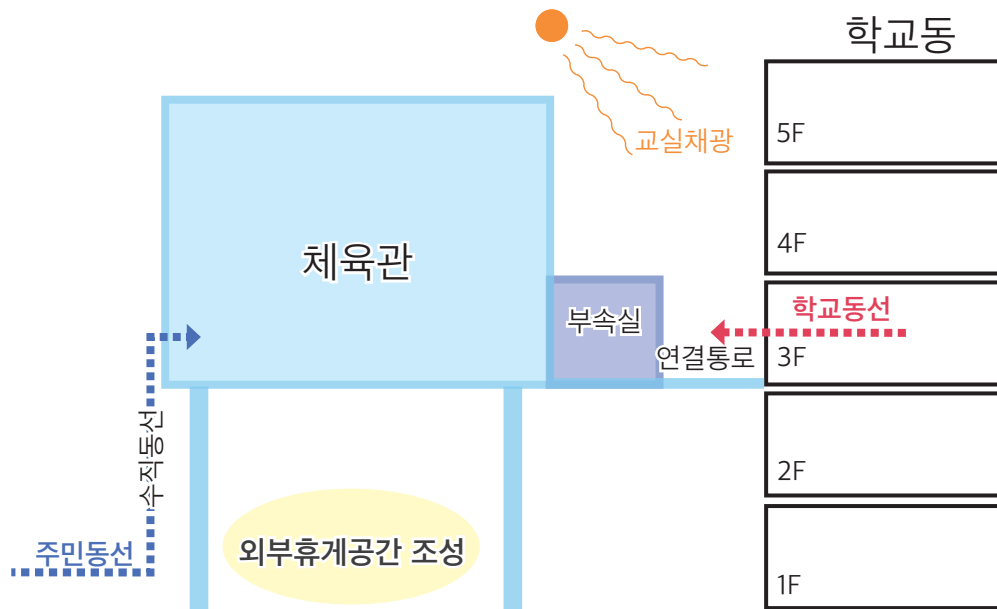 학교동
5F
교실채광
4F
체육관
학교동선
부속실
연결통로
3F
수직동선
2F
외부휴게공간 조성
주민동선
1F